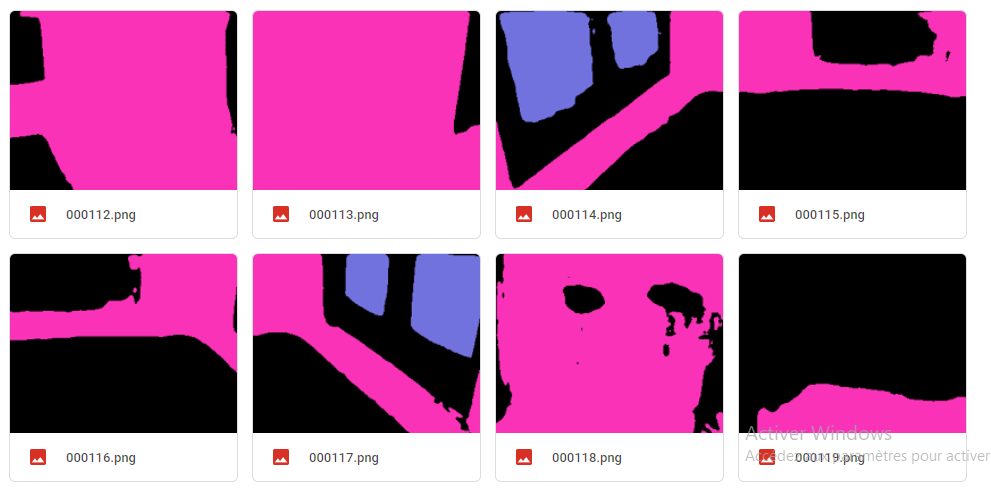 000112.png
000113.png
000114.png
000115.png
000116.png
000117.png
000118.png
000119.png
Activer Windows
Accédez aux paramètres pour activer